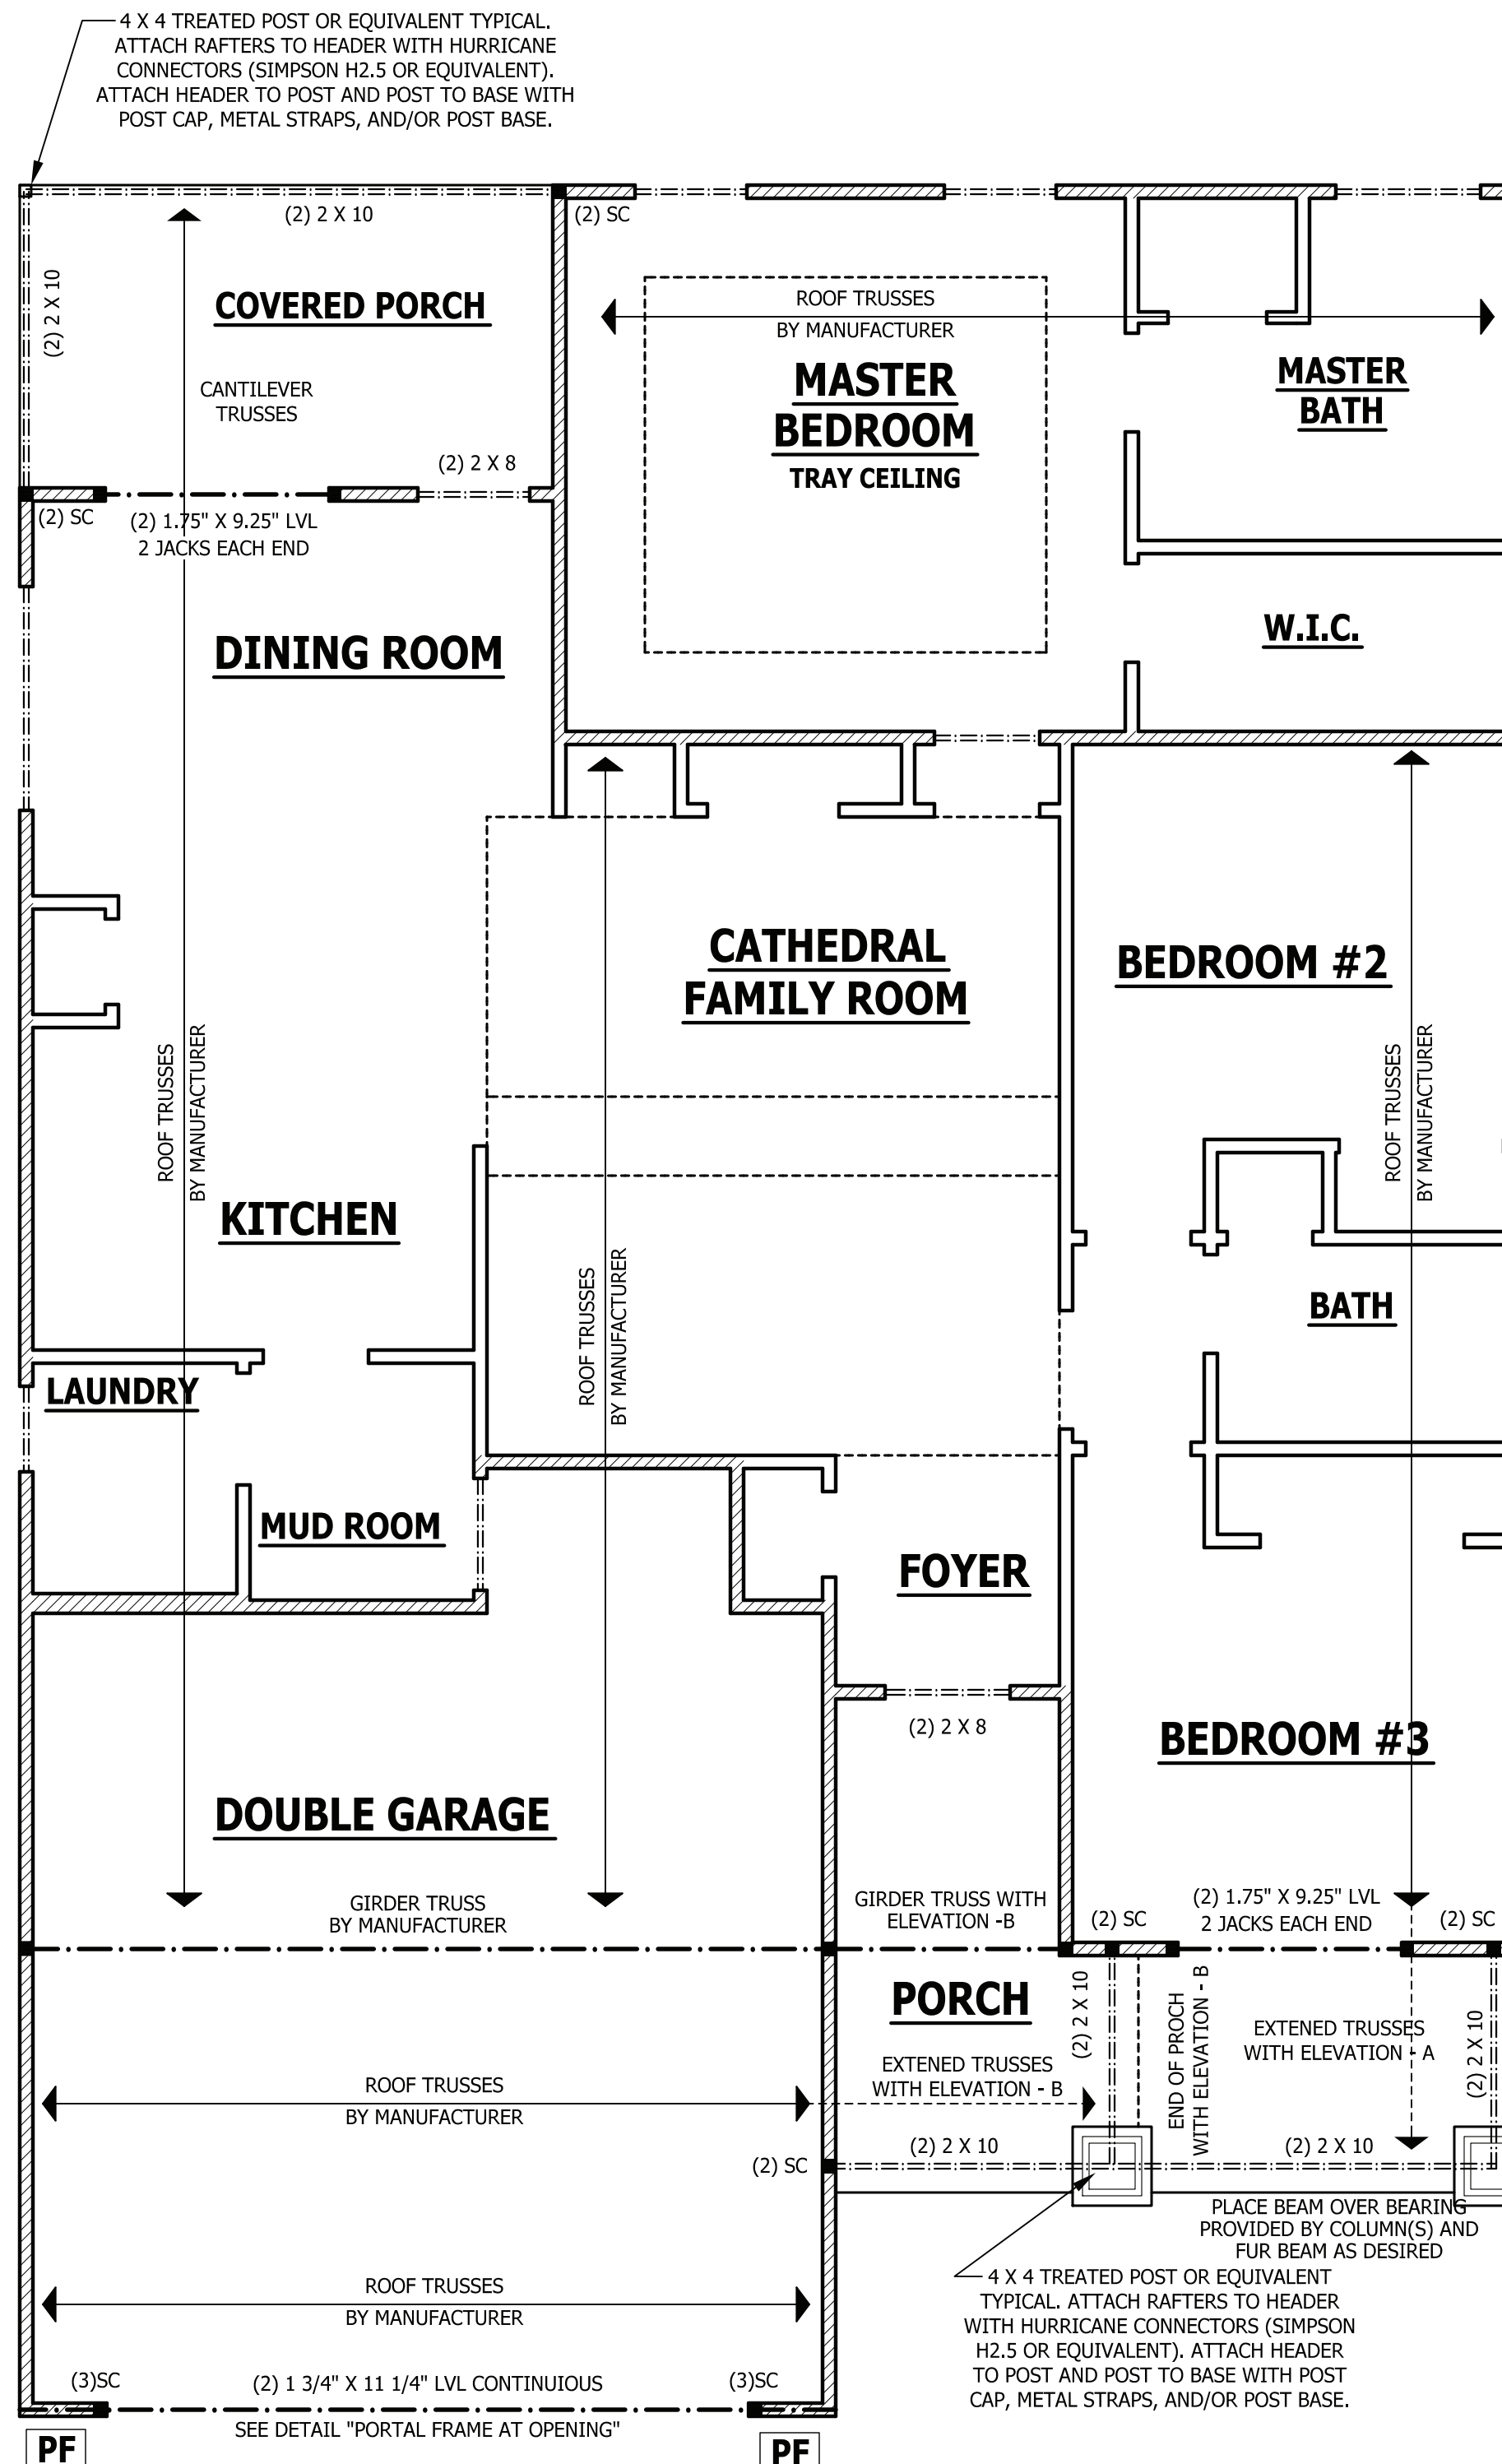 4 X 4 TREATED POST OR EQUIVALENT TYPICAL.
ATTACH RAFTERS TO HEADER WITH HURRICANE
CONNECTORS (SIMPSON H2.5 OR EQUIVALENT).
ATTACH HEADER TO POST AND POST TO BASE WITH
POST CAP, METAL STRAPS, AND/OR POST BASE.
(2) 2 X 10
(2) SC
(2) 2 X 10
COVERED PORCH
CANTILEVER
TRUSSES
ROOF TRUSSES
BY MANUFACTURER
MASTER
BEDROOM
TRAY CEILING
MASTER
BATH
(2) 2 X 8
(2) SC
(2) 1.75" X 9.25" LVL
2 JACKS EACH END
DINING ROOM
W.I.C.
CATHEDRAL
FAMILY ROOM
BEDROOM #2
ROOF TRUSSES
BY MANUFACTURER
ROOF TRUSSES
BY MANUFACTURER
KITCHEN
ROOF TRUSSES
BY MANUFACTURER
BATH
LAUNDRY
MUD ROOM
FOYER
(2) 2 X 8
BEDROOM #3
DOUBLE GARAGE
GIRDER TRUSS
BY MANUFACTURER
GIRDER TRUSS WITH
ELEVATION -B
(2) SC
(2) 1.75" X 9.25" LVL
2 JACKS EACH END
(2) SC
PORCH
(2) 2 X 10
END OF PROCH
WITH ELEVATION - B
EXTENED TRUSSES
WITH ELEVATION - A
(2) 2 X 10
EXTENED TRUSSES
WITH ELEVATION - B
ROOF TRUSSES
BY MANUFACTURER
(2) 2 X 10
(2) 2 X 10
(2) SC
PLACE BEAM OVER BEARING
PROVIDED BY COLUMN(S) AND
FUR BEAM AS DESIRED
4 X 4 TREATED POST OR EQUIVALENT
TYPICAL. ATTACH RAFTERS TO HEADER
WITH HURRICANE CONNECTORS (SIMPSON
H2.5 OR EQUIVALENT). ATTACH HEADER
TO POST AND POST TO BASE WITH POST
CAP, METAL STRAPS, AND/OR POST BASE.
ROOF TRUSSES
BY MANUFACTURER
(3)SC
(2) 1 3/4" X 11 1/4" LVL CONTINUIOUS
(3)SC
SEE DETAIL "PORTAL FRAME AT OPENING"
PF
PF